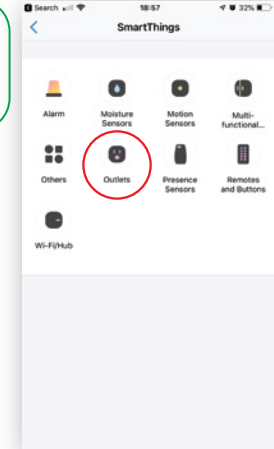 Search 18:57 32%
SmartThings
Alarm
Moisture
Sensors
Motion
Sensors
Multi-
functional...
Others
Outlets
Presence
Sensors
Remotes
and Buttons
Wi-Fi/Hub